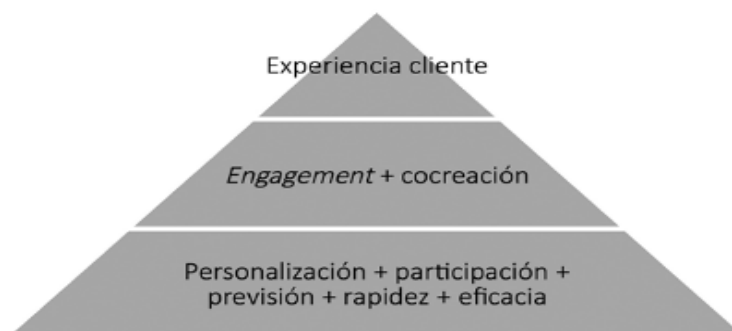 Experiencia cliente
Engagement + cocreación
Personalización + participación +
previsión + rapidez + eficacia